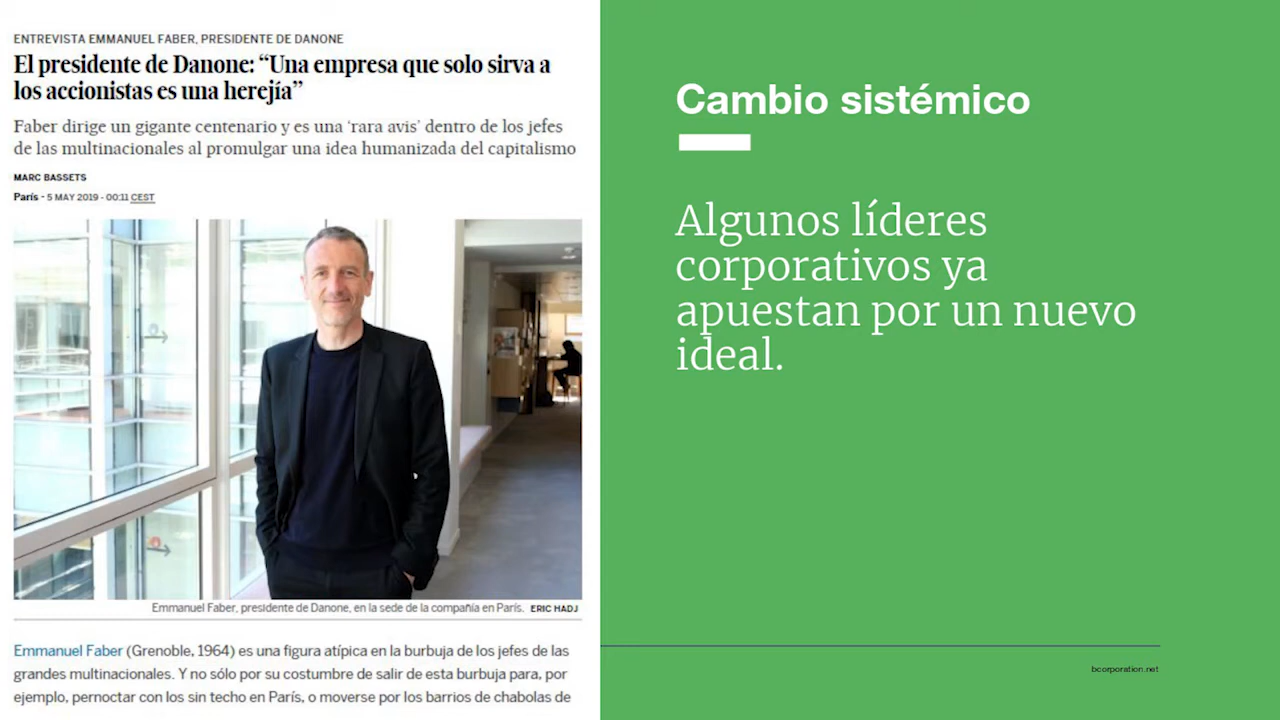 ENTREVISTA EMMANUEL FABER, PRESIDENTE DE DANONE
El presidente de Danone: “Una empresa que solo sirva a
los accionistas es una herejía”
Faber dirige un gigante centenario y es una ‘rara avis’ dentro de los jefes
de las multinacionales al promulgar una idea humanizada del capitalismo
MARC BASSETS
París - 5 MAY 2019 - 00:11 CEST
Emmanuel Faber, presidente de Danone, en la sede de la compañía en París. ERIC HADJ
Emmanuel Faber (Grenoble, 1964) es una figura atípica en la burbuja de los jefes de las
grandes multinacionales. Y no sólo por su costumbre de salir de esta burbuja para, por
ejemplo, pernoctar con los sin techo en París, o moverse por los barrios de chabolas de
Cambio sistémico
Algunos líderes
corporativos ya
apuestan por un nuevo
ideal.
bcorporation.net